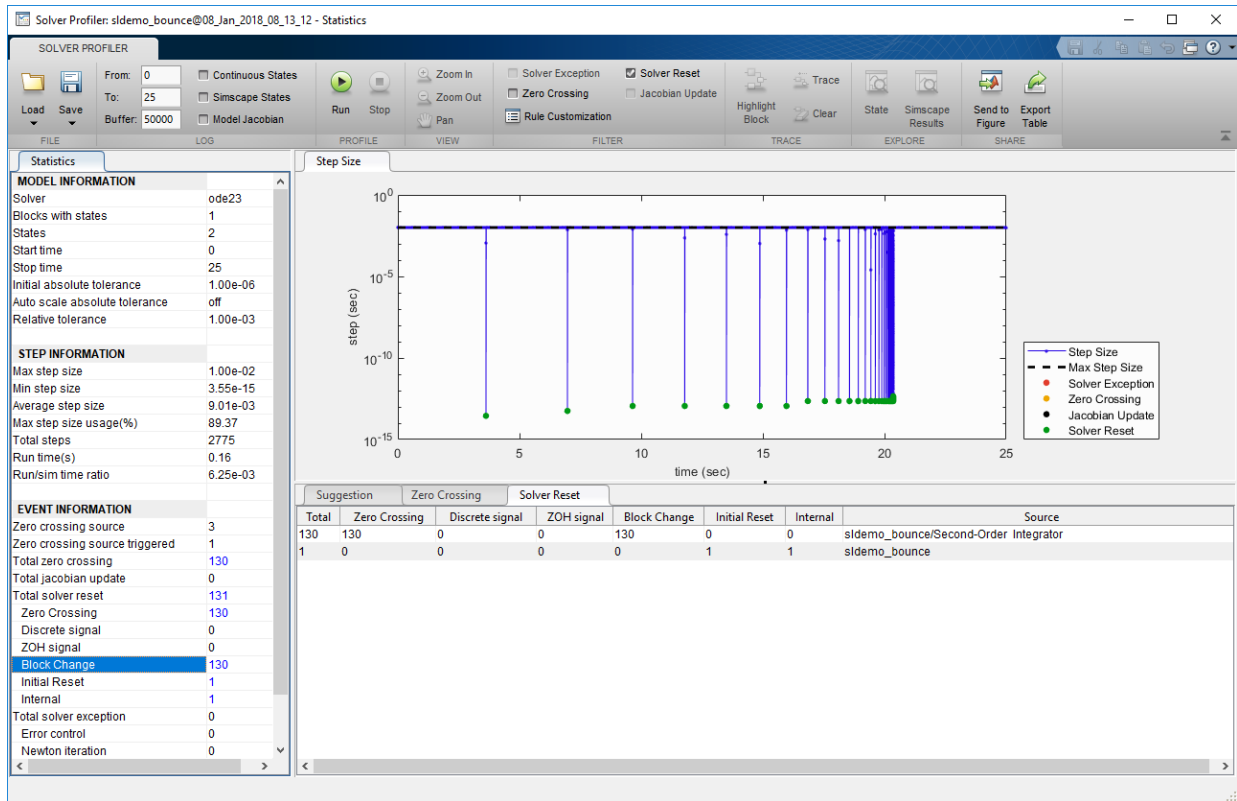 Solver Profiler: sldemo_bounce@08_Jan_2018_08_13_12 - Statistics
SOLVER PROFILER
Load
Save
From: 0
To: 25
Buffer: 50000
Continuous States
Simscape States
Model Jacobian
Run
Stop
Zoom In
Zoom Out
Pan
Solver Exception
Solver Reset
Zero Crossing
Jacobian Update
Rule Customization
Highlight
Block
Trace
Clear
State
Simscape
Results
Send to
Figure
Export
Table
FILE LOG PROFILE VIEW FILTER TRACE EXPLORE SHARE
Statistics
MODEL INFORMATION
Solver ode23
Blocks with states 1
States 2
Start time 0
Stop time 25
Initial absolute tolerance 1.00e-06
Auto scale absolute tolerance off
Relative tolerance 1.00e-03
STEP INFORMATION
Max step size 1.00e-02
Min step size 3.55e-15
Average step size 9.01e-03
Max step size usage(%) 89.37
Total steps 2775
Run time(s) 0.16
Run/sim time ratio 6.25e-03
EVENT INFORMATION
Zero crossing source 3
Zero crossing source triggered 1
Total zero crossing 130
Total jacobian update 0
Total solver reset 131
Zero Crossing 130
Discrete signal 0
ZOH signal 0
Block Change 130
Initial Reset 1
Internal 1
Total solver exception 0
Error control 0
Newton iteration 0
Step Size
10^0
10^-5
10^-10
10^-15
step (sec)
0 5 10 15 20 25
time (sec)
Step Size
Max Step Size
Solver Exception
Zero Crossing
Jacobian Update
Solver Reset
Suggestion Zero Crossing Solver Reset
Total Zero Crossing Discrete signal ZOH signal Block Change Initial Reset Internal Source
130 130 0 0 130 0 0 sldemo_bounce/Second-Order Integrator
1 0 0 0 0 1 1 sldemo_bounce